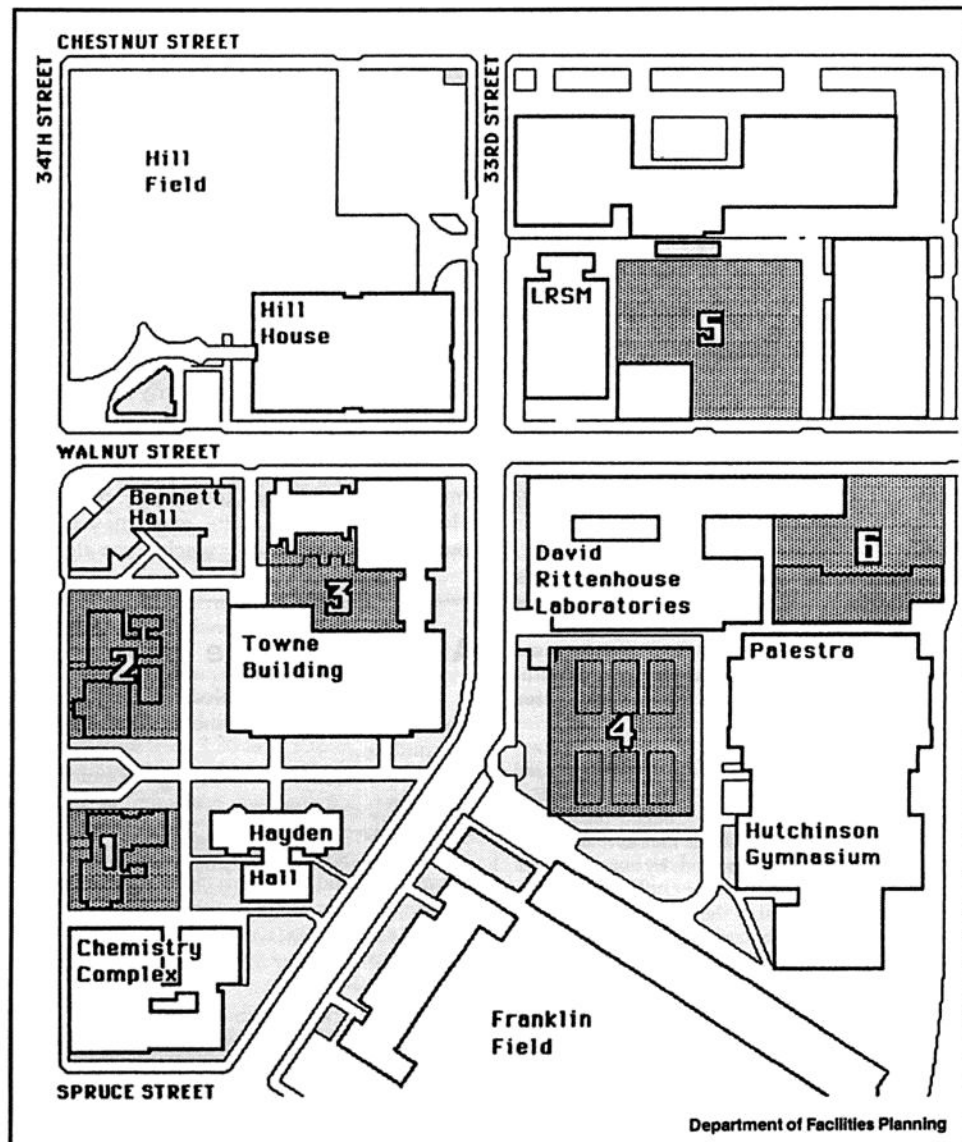 CHESTNUT STREET
34TH STREET
33RD STREET
Hill
Field
LRSM
5
Hill
House
WALNUT STREET
Bennett
Hall
David
Rittenhouse
Laboratories
6
3
Towne
Building
2
Palestra
4
Hayden
Hall
Hutchinson
Gymnasium
1
Chemistry
Complex
Franklin
Field
SPRUCE STREET
Department of Facilities Planning